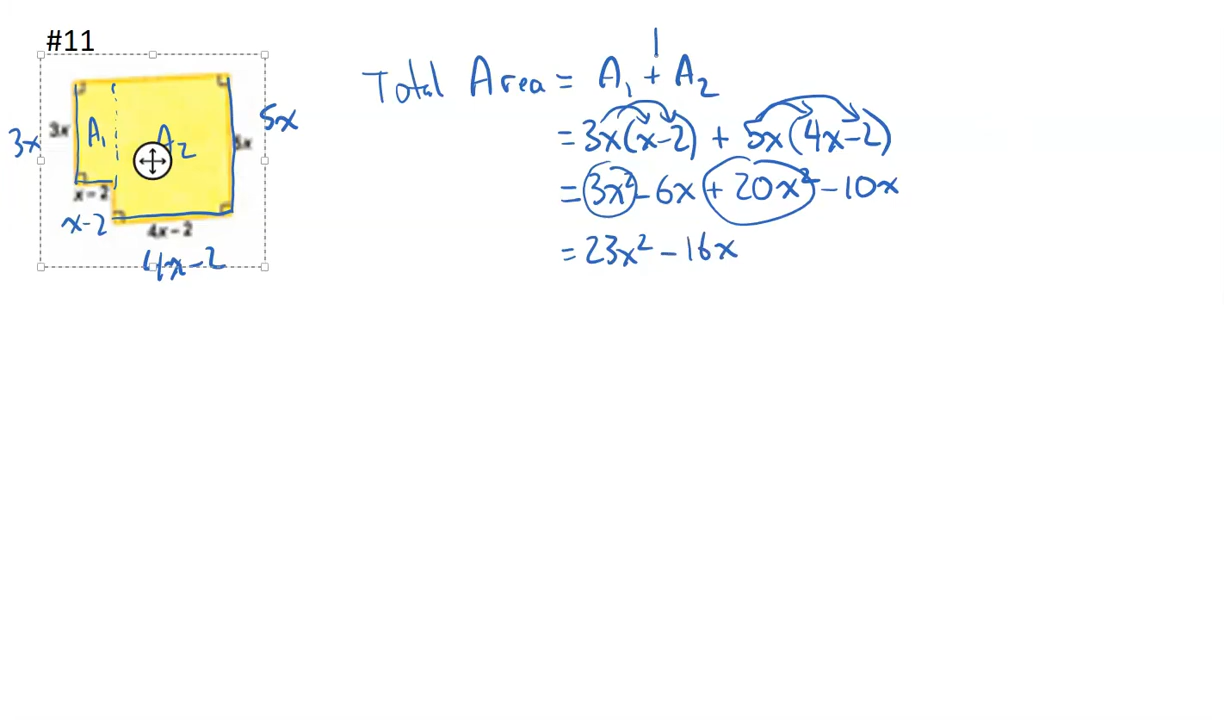 #11
Total Area = A₁ + A₂
3x 3x A₁ A₂ 5x 5x
= 3x(x-2) + 5x(4x-2)
x-2
= 3x² - 6x + 20x² - 10x
x-2
4x-2
= 23x² - 16x
4x-2